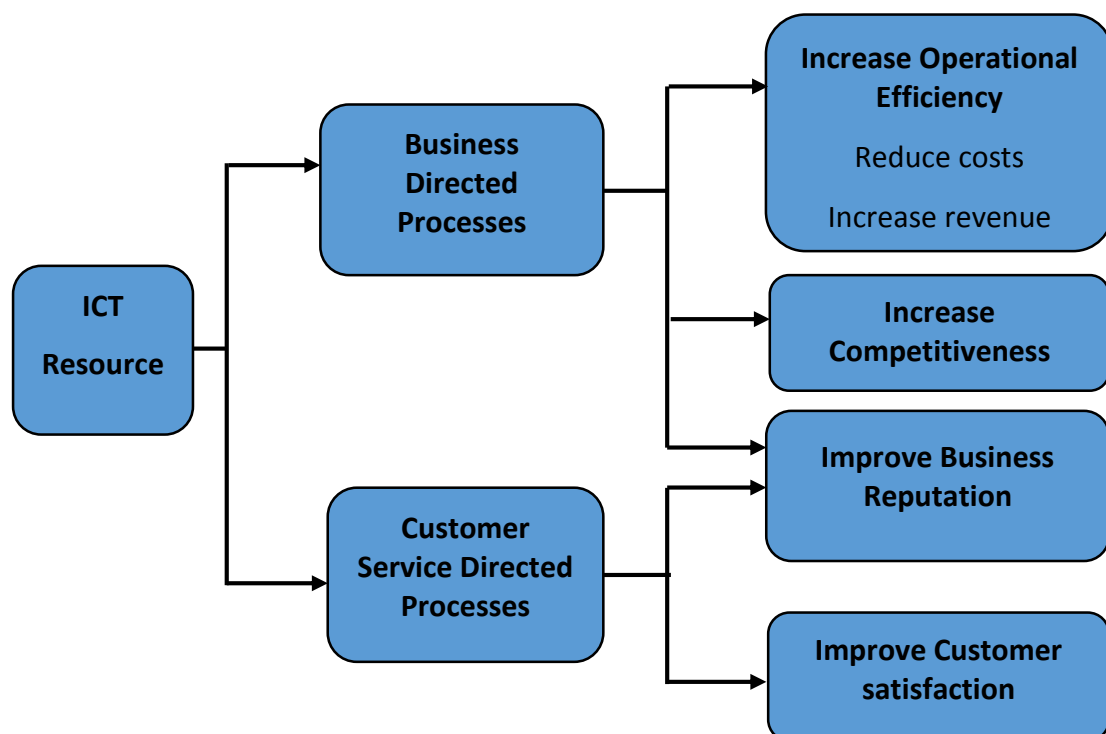 ICT
Resource
Business
Directed
Processes
Customer
Service Directed
Processes
Increase Operational
Efficiency
Reduce costs
Increase revenue
Increase
Competitiveness
Improve Business
Reputation
Improve Customer
satisfaction